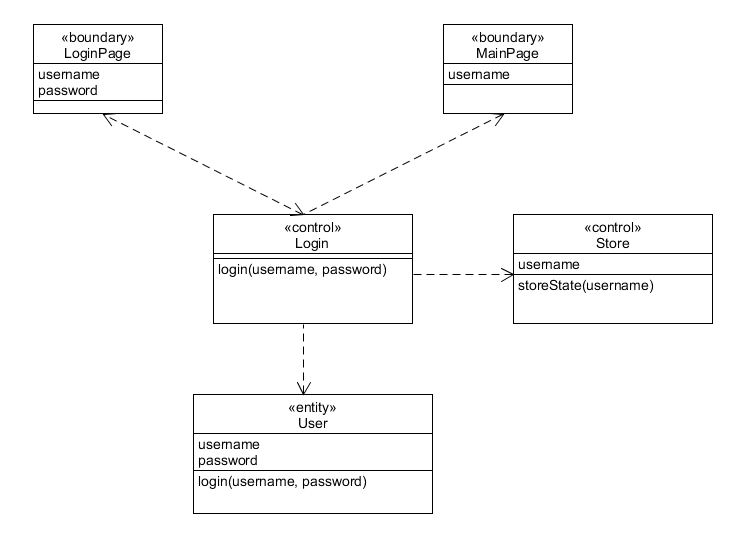 «boundary»
LoginPage
username
password
«boundary»
MainPage
username
«control»
Login
login(username, password)
«control»
Store
username
storeState(username)
«entity»
User
username
password
login(username, password)